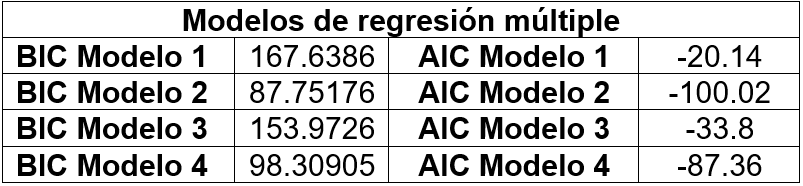 Modelos de regresión múltiple
BIC Modelo 1 167.6386 AIC Modelo 1 -20.14
BIC Modelo 2 87.75176 AIC Modelo 2 -100.02
BIC Modelo 3 153.9726 AIC Modelo 3 -33.8
BIC Modelo 4 98.30905 AIC Modelo 4 -87.36